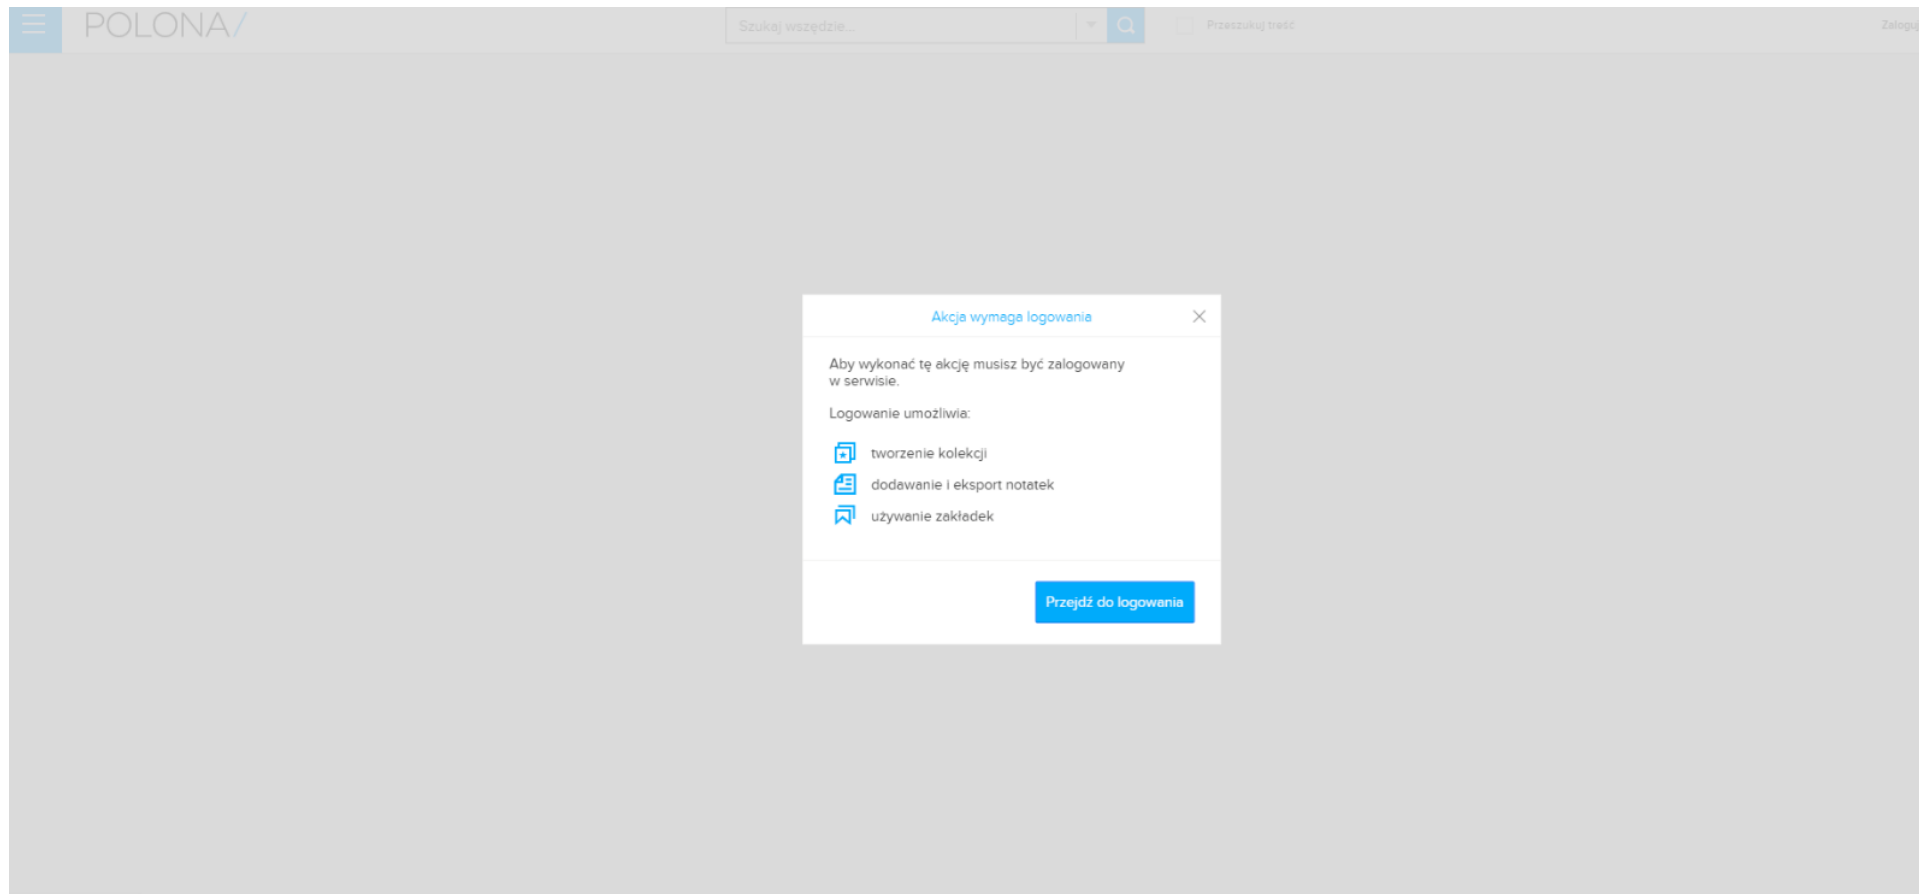 POLONA/
Szukaj wszędzie...
Przeszukuj treść
Akcja wymaga logowania
Aby wykonać tę akcję musisz być zalogowany
w serwisie.
Logowanie umożliwia:
tworzenie kolekcji
dodawanie i eksport notatek
używanie zakładek
Przejdź do logowania